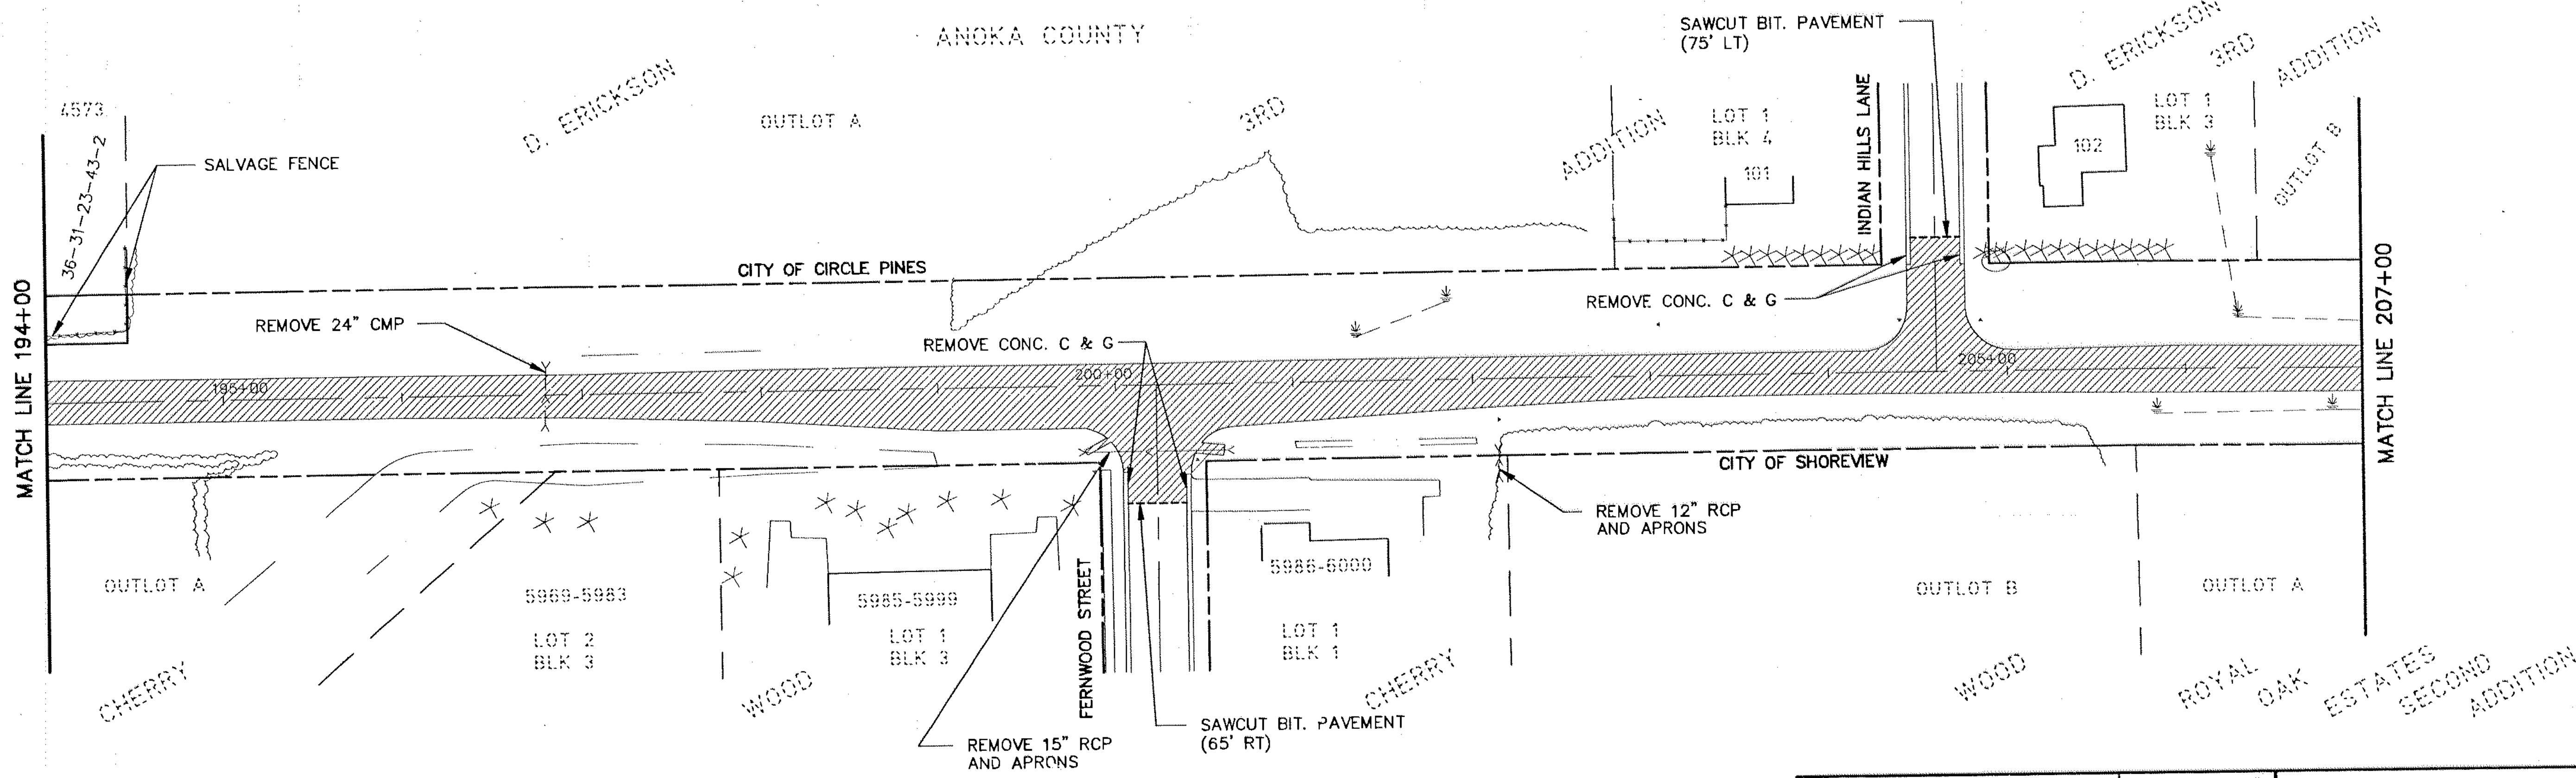 ANOKA COUNTY
SAWCUT BIT. PAVEMENT
(75' LT)
D. ERICKSON
3RD
ADDITION
4573
36-31-23-43-2
SALVAGE FENCE
D. ERICKSON
OUTLOT A
3RD
ADDITION
LOT 1
BLK 4
101
INDIAN HILLS LANE
102
LOT 1
BLK 3
OUTLOT B
CITY OF CIRCLE PINES
MATCH LINE 194+00
REMOVE 24" CMP
REMOVE CONC. C & G
REMOVE CONC. C & G
MATCH LINE 207+00
195+00
200+00
205+00
CITY OF SHOREVIEW
REMOVE 12" RCP
AND APRONS
OUTLOT A
5969-5983
LOT 2
BLK 3
5985-5999
LOT 1
BLK 3
FERNWOOD STREET
5986-6000
LOT 1
BLK 1
OUTLOT B
OUTLOT A
CHERRY
WOOD
CHERRY
WOOD
ROYAL
OAK
ESTATES
SECOND
ADDITION
REMOVE 15" RCP
AND APRONS
SAWCUT BIT. PAVEMENT
(65' RT)